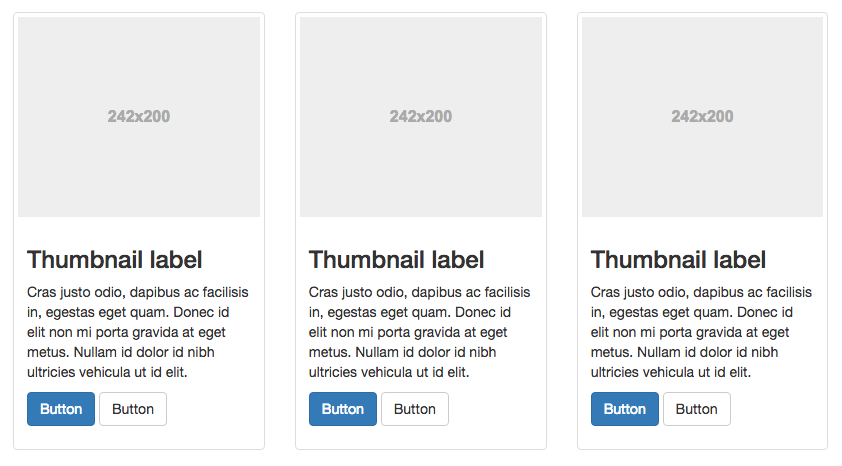 242x200
Thumbnail label
Cras justo odio, dapibus ac facilisis
in, egestas eget quam. Donec id
elit non mi porta gravida at eget
metus. Nullam id dolor id nibh
ultricies vehicula ut id elit.
Button Button
242x200
Thumbnail label
Cras justo odio, dapibus ac facilisis
in, egestas eget quam. Donec id
elit non mi porta gravida at eget
metus. Nullam id dolor id nibh
ultricies vehicula ut id elit.
Button Button
242x200
Thumbnail label
Cras justo odio, dapibus ac facilisis
in, egestas eget quam. Donec id
elit non mi porta gravida at eget
metus. Nullam id dolor id nibh
ultricies vehicula ut id elit.
Button Button